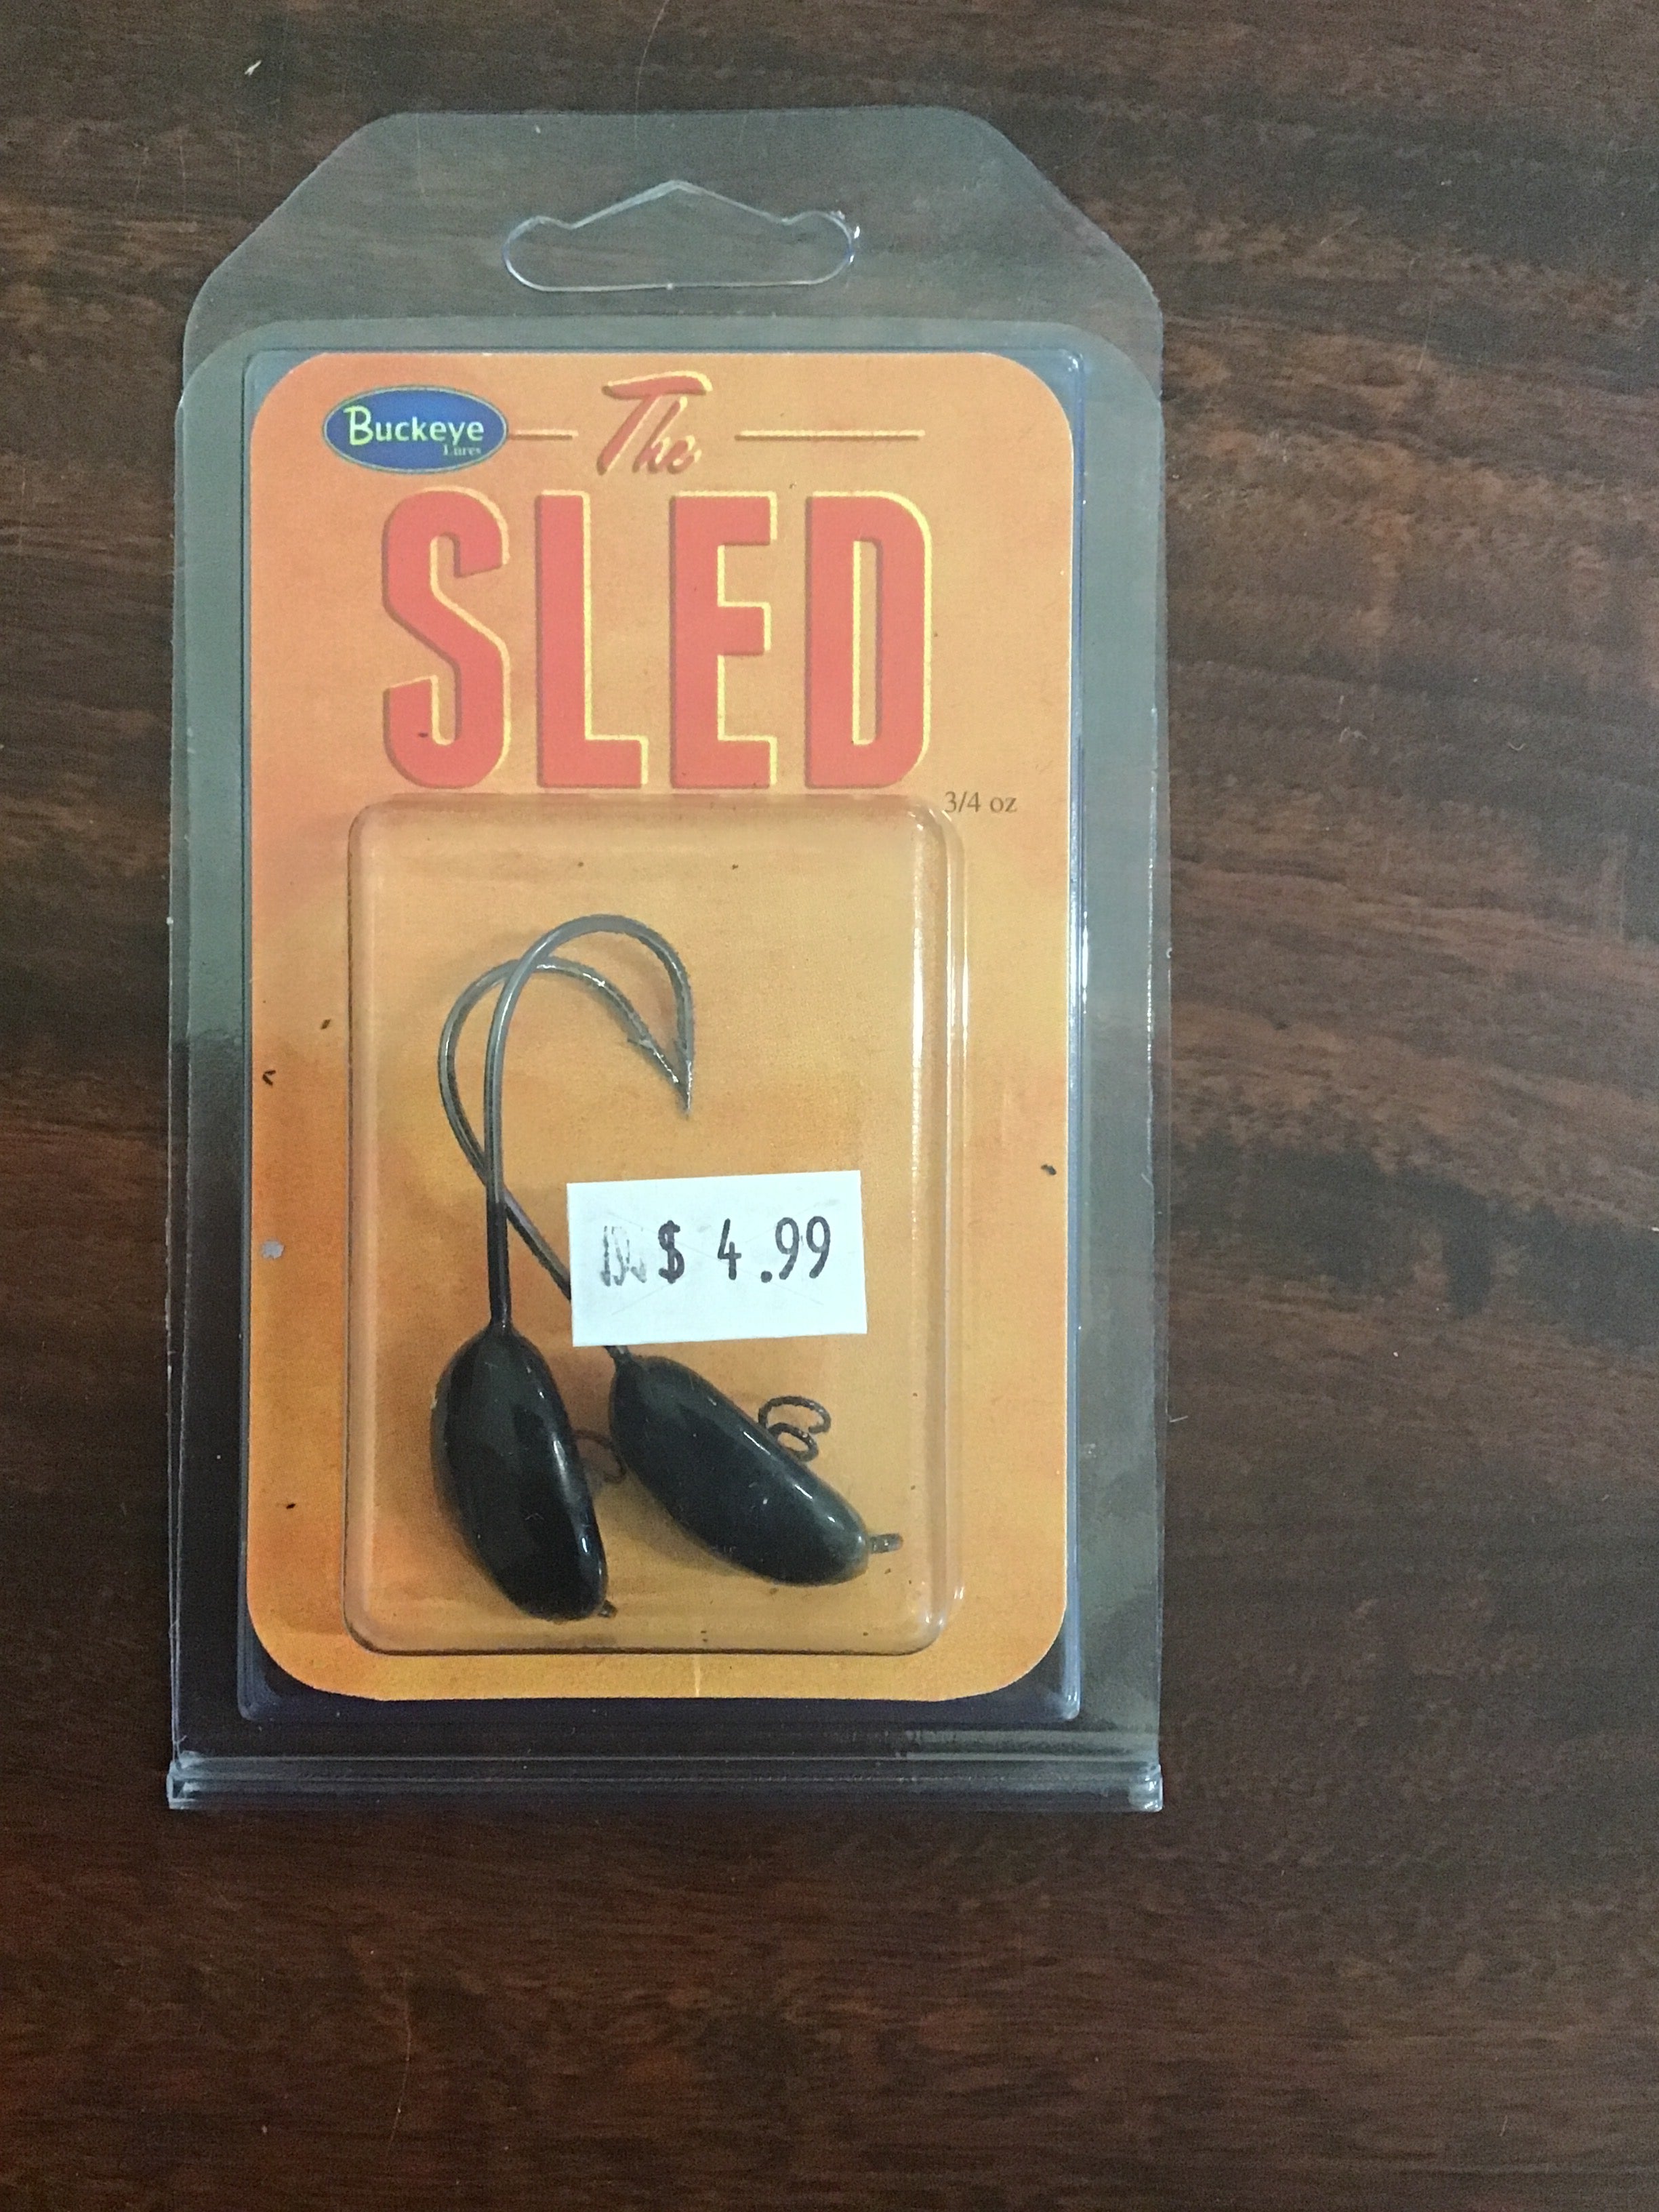 Buckeye
Lures
The
SLED
3/4 oz
$ 4.99